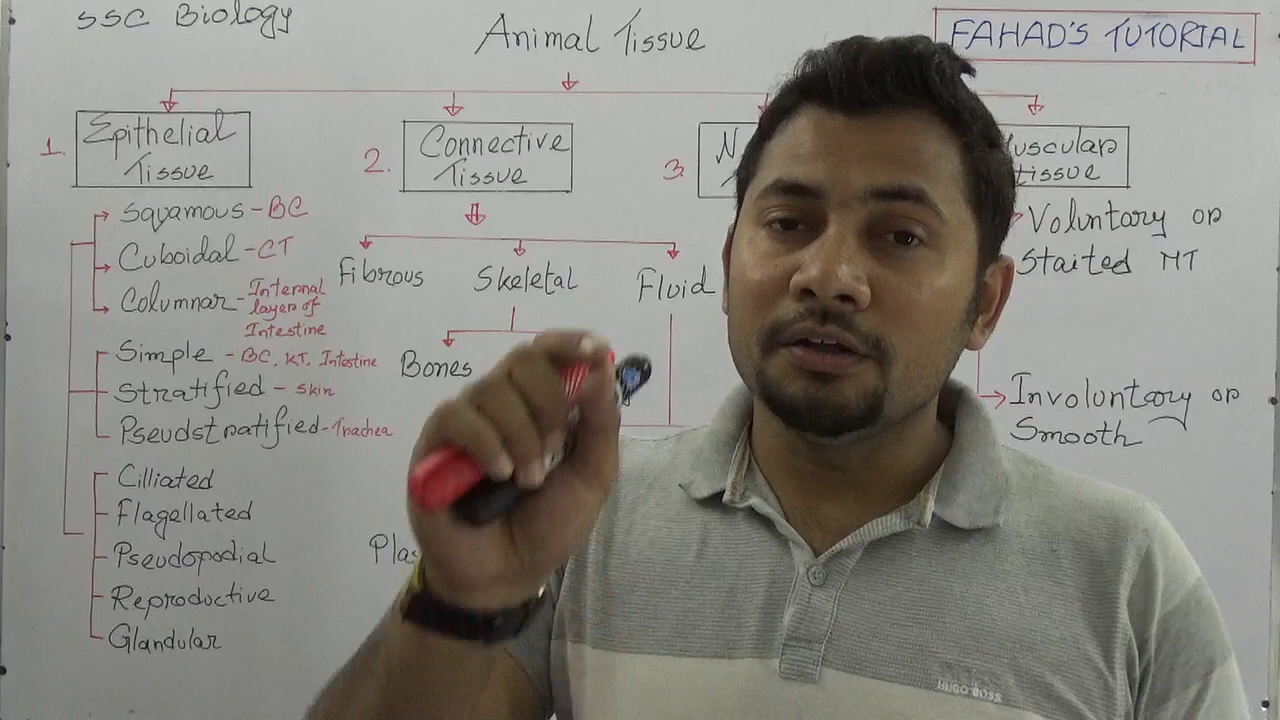 SSC Biology
Animal Tissue
FAHAD'S TUTORIAL
1.
Epithelial
Tissue
2.
Connective
Tissue
3.
Tissue
Squamous - BC
Cuboidal - CT
Columnar - Internal
layer of
Intestine
Simple - BC, KT, Intestine
Stratified - Skin
Pseudstratified - Trachea
Cilliated
Flagellated
Pseudopodial
Reproductive
Glandular
Fibrous
Skeletal
Fluid
Bones
Voluntary or
Staited MT
Involuntary or
Smooth
HUGO BOSS